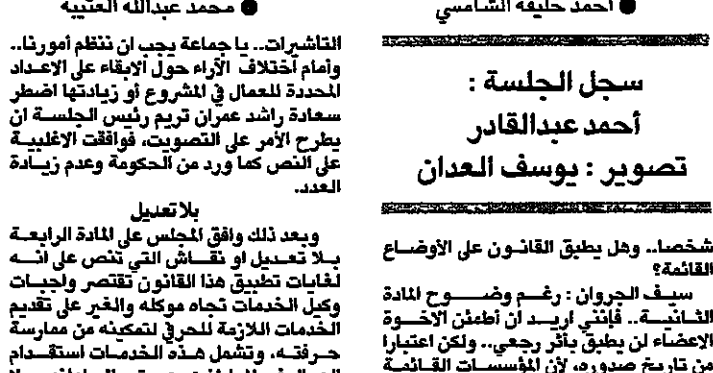 ● أحمد خليفة الشامسي
سجل الجلسة :
أحمد عبدالقادر
تصوير : يوسف العدان
شخصا.. وهل يطبق القانون على الأوضاع
القائمة؟
سيف الجروان : رغم وضوح المادة
الثانية.. فإنني أريد أن أطمئن الاخوة
الاعضاء لن يطبق بأثر رجعي.. ولكن اعتبارا
من تاريخ صدوره، لأن المؤسسات القائمة
● محمد عبدالله العتيبه
التاشيرات.. يا جماعة يجب ان ننظم أمورنا..
وأمام أختلاف الآراء حول الابقاء على الاعداد
المحددة للعمال في المشروع أو زيادتها اضطر
سعادة راشد عمران تريم رئيس الجلسة ان
يطرح الأمر على التصويت، فوافقت الاغلبية
على النص كما ورد من الحكومة وعدم زيادة
العدد.
بلا تعديل
وبعد ذلك وافق المجلس على المادة الرابعة
بلا تعديل او نقاش التي تنص على انه
لغايات تطبيق هذا القانون تقتصر واجبات
وكيل الخدمات تجاه موكله والغير على تقديم
الخدمات اللازمة للحرفي لتمكينه من ممارسة
حرفته، وتشمل هذه الخدمات استقدام